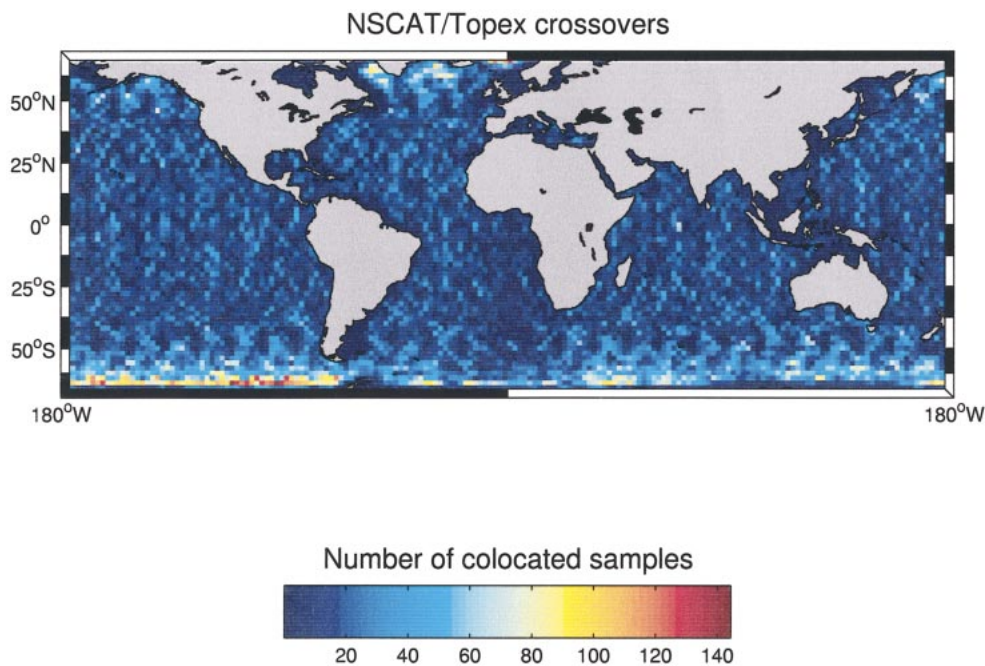 NSCAT/Topex crossovers
50°N
25°N
0°
25°S
50°S
180°W 180°W
Number of colocated samples
20 40 60 80 100 120 140